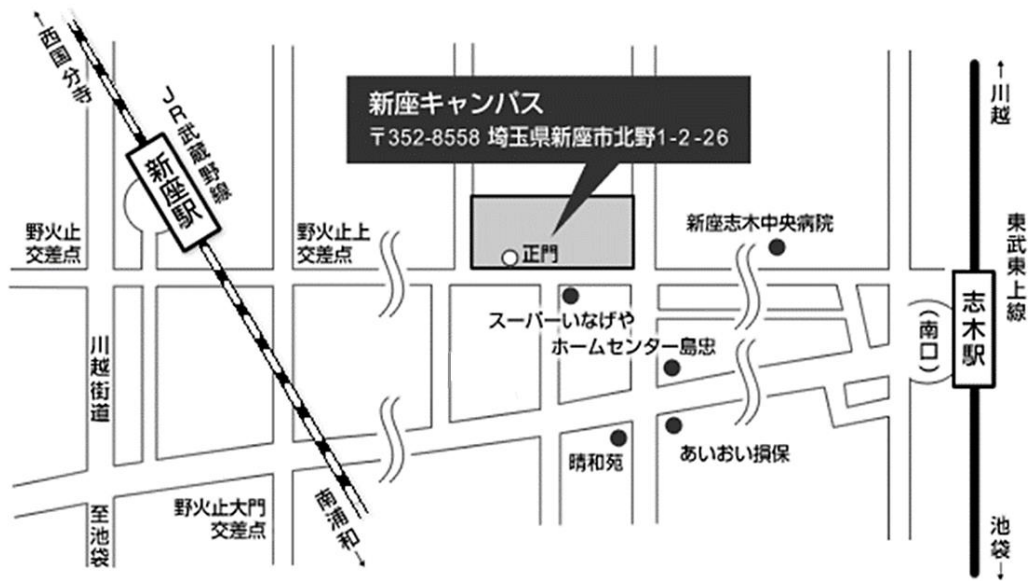 西国分寺
JR武蔵野線
新座駅
新座キャンパス
〒352-8558 埼玉県新座市北野1-2-26
川越
東武東上線
野火止
交差点
野火止上
交差点
正門
新座志木中央病院
スーパーいなげや
ホームセンター島忠
志木駅
(南口)
川越街道
晴和苑
あいおい損保
野火止大門
交差点
至池袋
南浦和
池袋